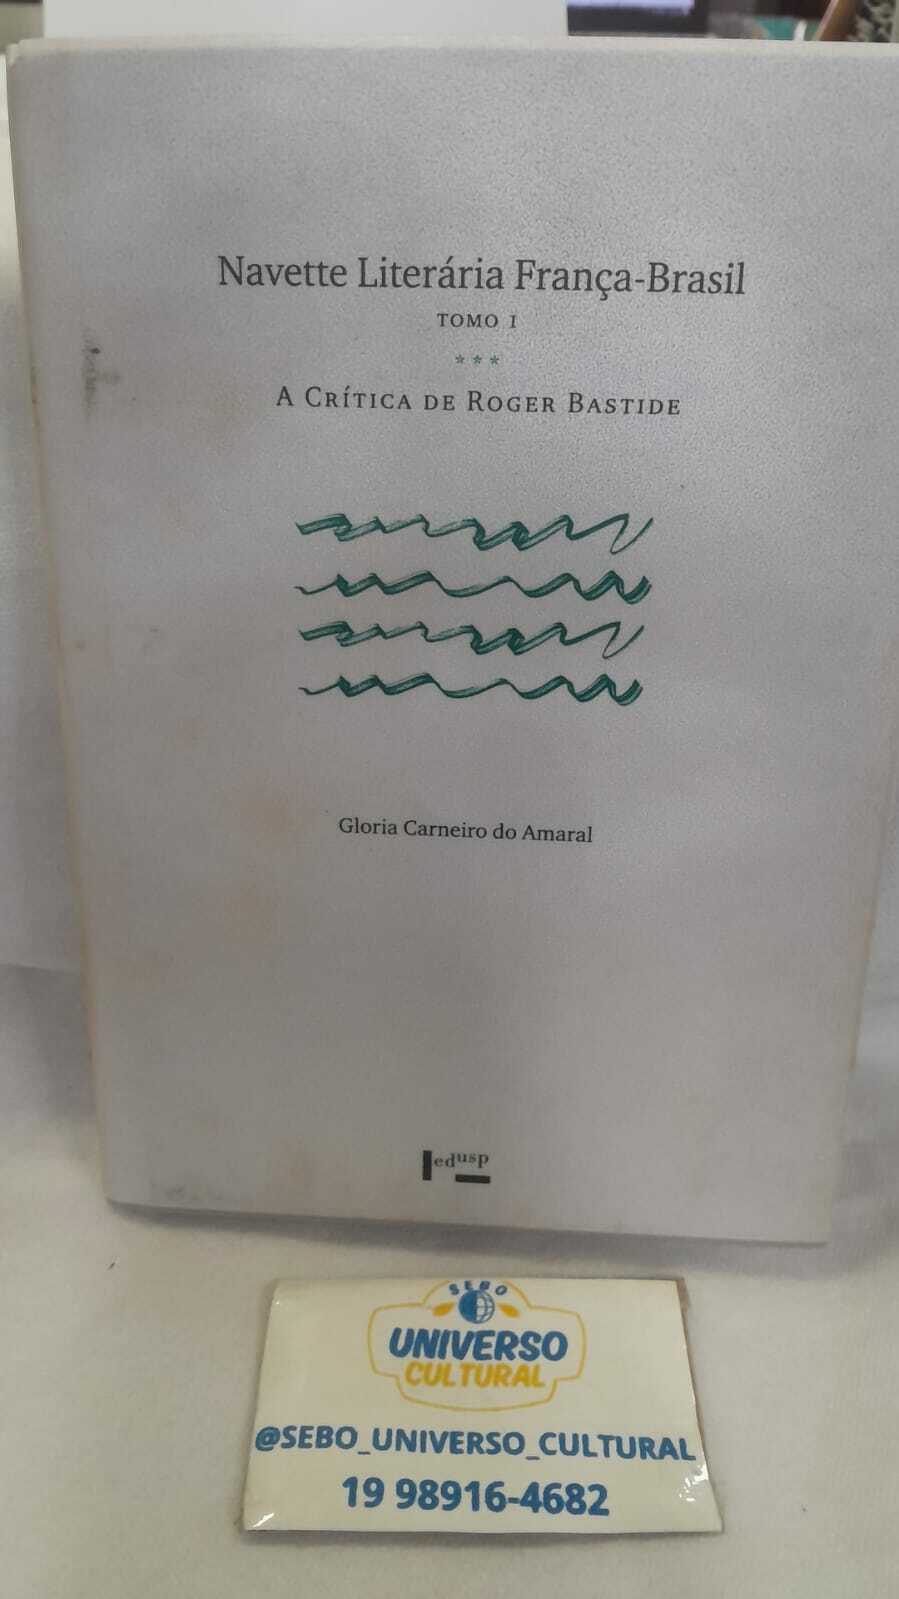 Navette Literária França-Brasil
TOMO I
***
A CRÍTICA DE ROGER BASTIDE
Gloria Carneiro do Amaral
edusp
SEBO
UNIVERSO
CULTURAL
@SEBO_UNIVERSO_CULTURAL
19 98916-4682